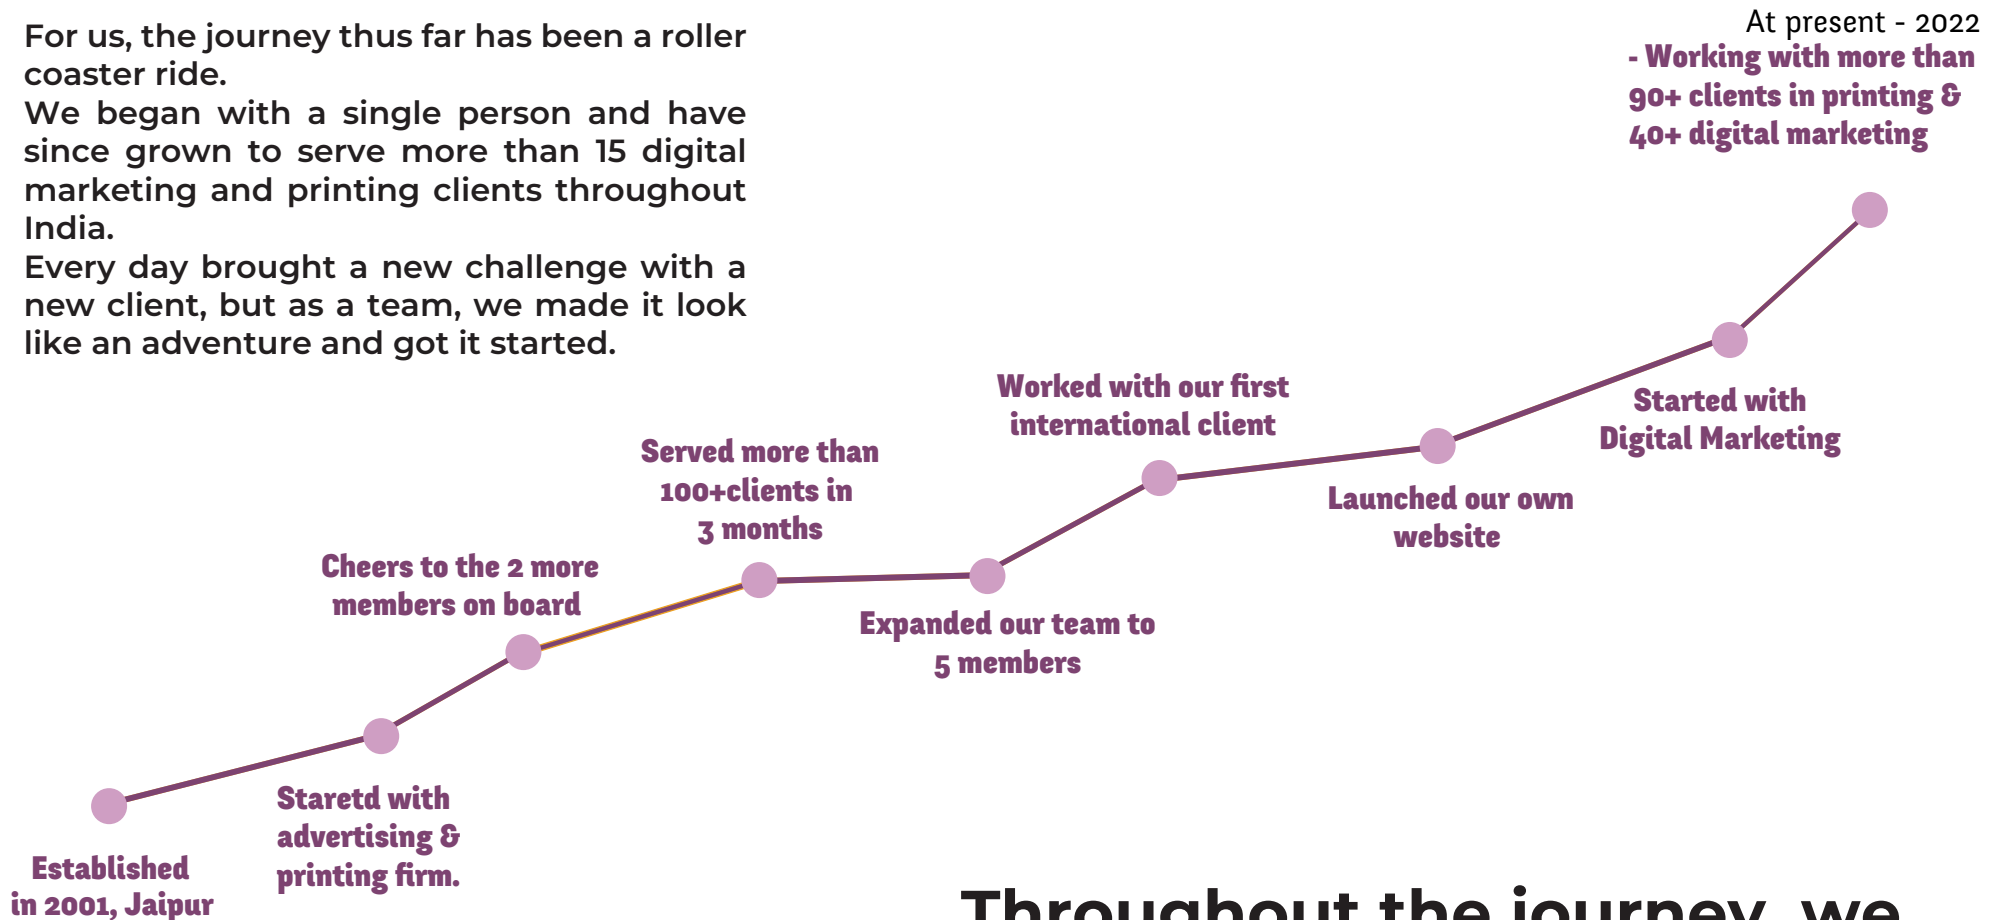 For us, the journey thus far has been a roller
coaster ride.
We began with a single person and have
since grown to serve more than 15 digital
marketing and printing clients throughout
India.
Every day brought a new challenge with a
new client, but as a team, we made it look
like an adventure and got it started.
At present - 2022
- Working with more than
90+ clients in printing &
40+ digital marketing
Started with
Digital Marketing
Worked with our first
international client
Launched our own
website
Served more than
100+clients in
3 months
Expanded our team to
5 members
Cheers to the 2 more
members on board
Staretd with
advertising &
printing firm.
Established
in 2001, Jaipur
Throughout the journey, we